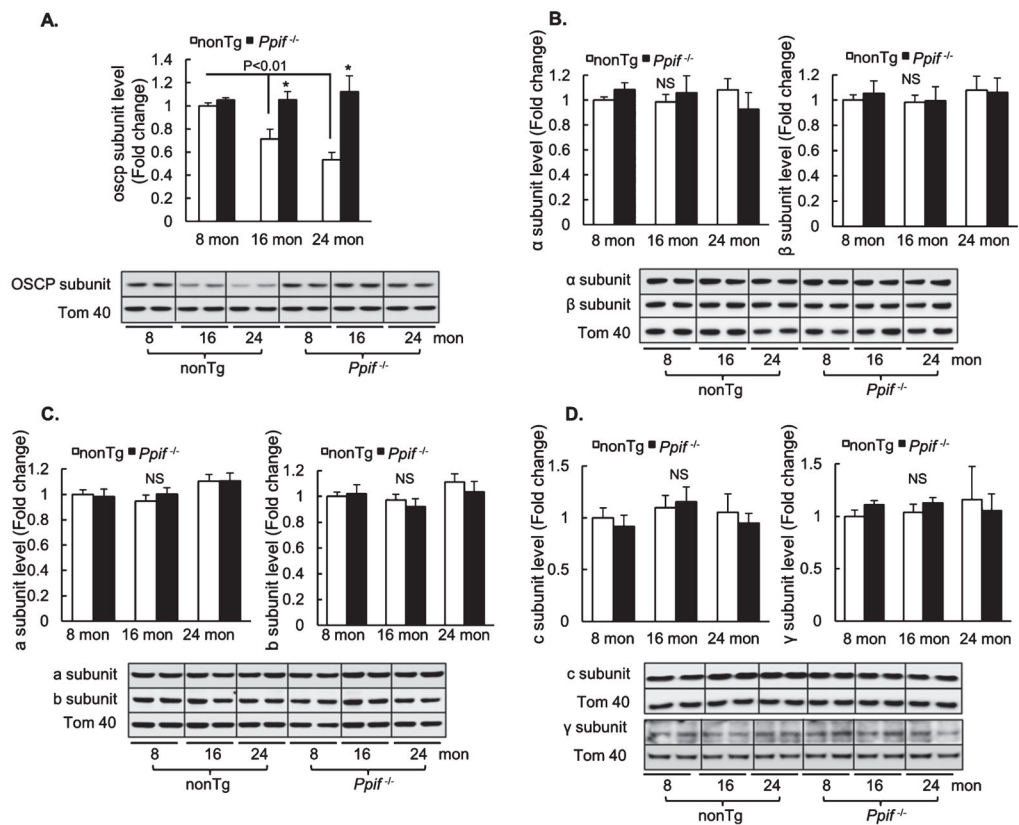 A.
nonTg Ppif -/-
oscp subunit level
(Fold change)
1.4
1.2
1
0.8
0.6
0.4
0.2
0
P<0.01
*
*
8 mon 16 mon 24 mon
OSCP subunit
Tom 40
8 16 24 8 16 24 mon
nonTg Ppif -/-
B.
nonTg Ppif -/-
α subunit level (Fold change)
1.2
1
0.8
0.6
0.4
0.2
0
NS
8 mon 16 mon 24 mon
nonTg Ppif -/-
β subunit level (Fold change)
1.2
1
0.8
0.6
0.4
0.2
0
NS
8 mon 16 mon 24 mon
α subunit
β subunit
Tom 40
8 16 24 8 16 24 mon
nonTg Ppif -/-
C.
nonTg Ppif -/-
a subunit level (Fold change)
1.2
1
0.8
0.6
0.4
0.2
0
NS
8 mon 16 mon 24 mon
nonTg Ppif -/-
b subunit level (Fold change)
1.2
1
0.8
0.6
0.4
0.2
0
NS
8 mon 16 mon 24 mon
a subunit
b subunit
Tom 40
8 16 24 8 16 24 mon
nonTg Ppif -/-
D.
nonTg Ppif -/-
c subunit level (Fold change)
1.5
1
0.5
0
NS
8 mon 16 mon 24 mon
nonTg Ppif -/-
γ subunit level (Fold change)
1.5
1
0.5
0
NS
8 mon 16 mon 24 mon
c subunit
Tom 40
γ subunit
Tom 40
8 16 24 8 16 24 mon
nonTg Ppif -/-